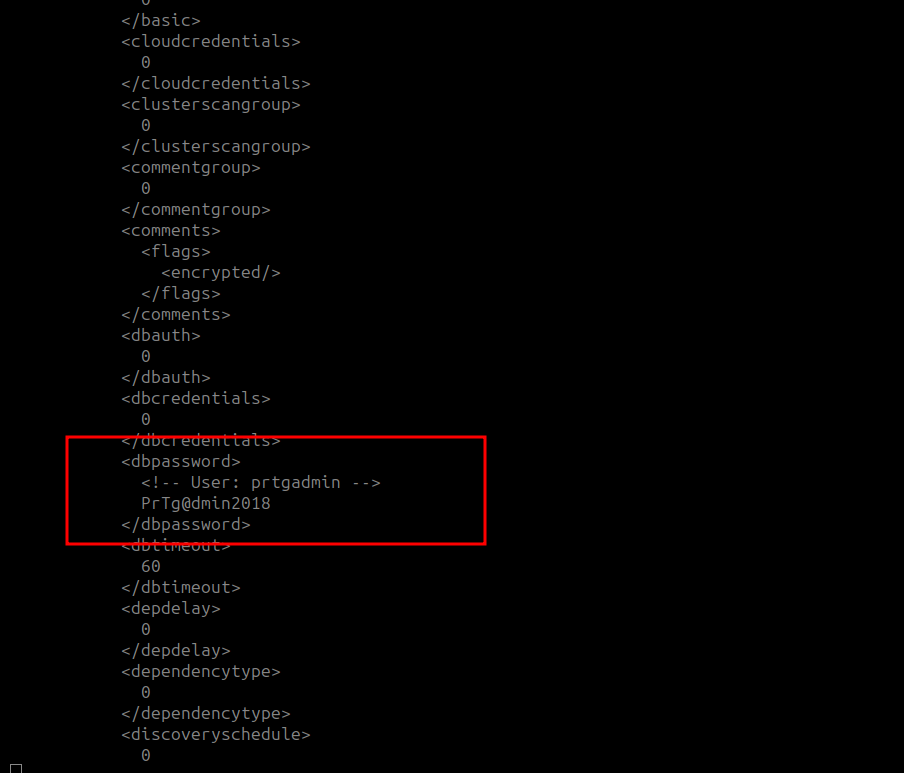 0
</basic>
<cloudcredentials>
0
</cloudcredentials>
<clusterscangroup>
0
</clusterscangroup>
<commentgroup>
0
</commentgroup>
<comments>
<flags>
<encrypted/>
</flags>
</comments>
<dbauth>
0
</dbauth>
<dbcredentials>
0
</dbcredentials>
<dbpassword>
<!-- User: prtgadmin -->
PrTg@dmin2018
</dbpassword>
<dbtimeout>
60
</dbtimeout>
<depdelay>
0
</depdelay>
<dependencytype>
0
</dependencytype>
<discoveryschedule>
0